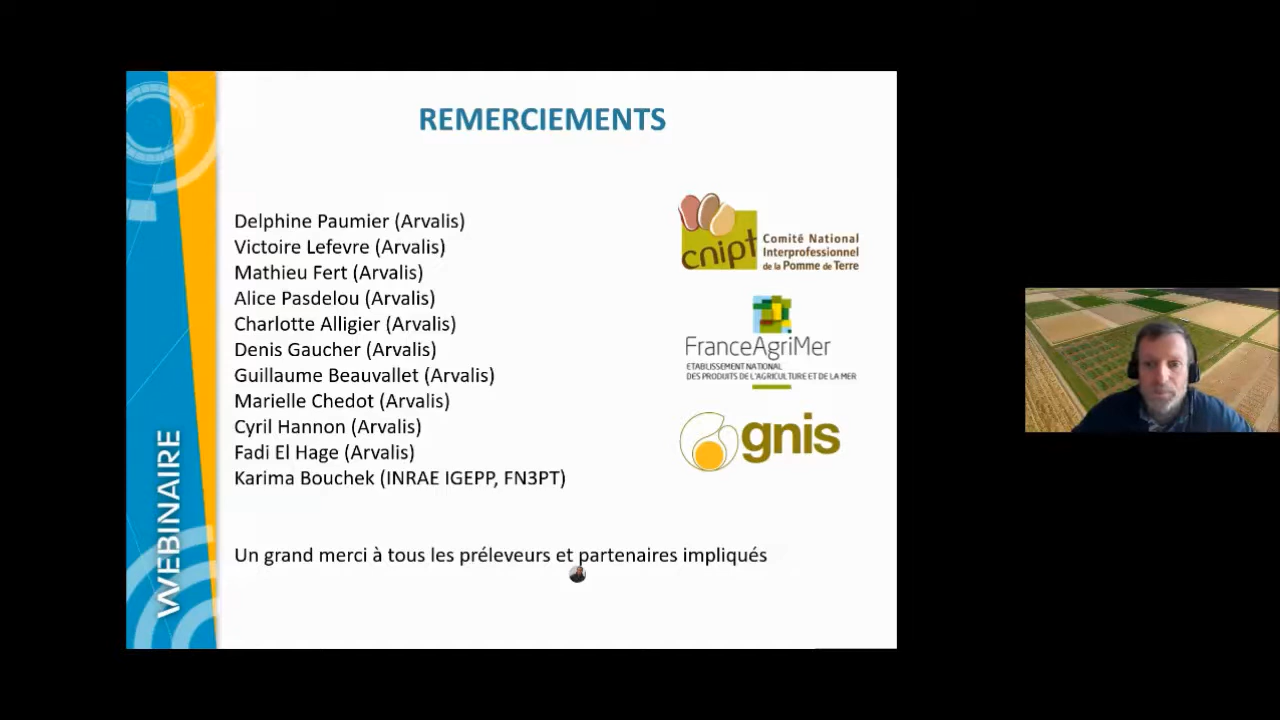 REMERCIEMENTS
Delphine Paumier (Arvalis)
Victoire Lefevre (Arvalis)
Mathieu Fert (Arvalis)
Alice Pasdelou (Arvalis)
Charlotte Alligier (Arvalis)
Denis Gaucher (Arvalis)
Guillaume Beauvallet (Arvalis)
Marielle Chedot (Arvalis)
Cyril Hannon (Arvalis)
Fadi El Hage (Arvalis)
Karima Bouchek (INRAE IGEPP, FN3PT)
Un grand merci à tous les préleveurs et partenaires impliqués
cnipt
Comité National
Interprofessionnel
de la Pomme de Terre
FranceAgriMer
ETABLISSEMENT NATIONAL
DES PRODUITS DE L'AGRICULTURE ET DE LA MER
gnis
WEBINAIRE